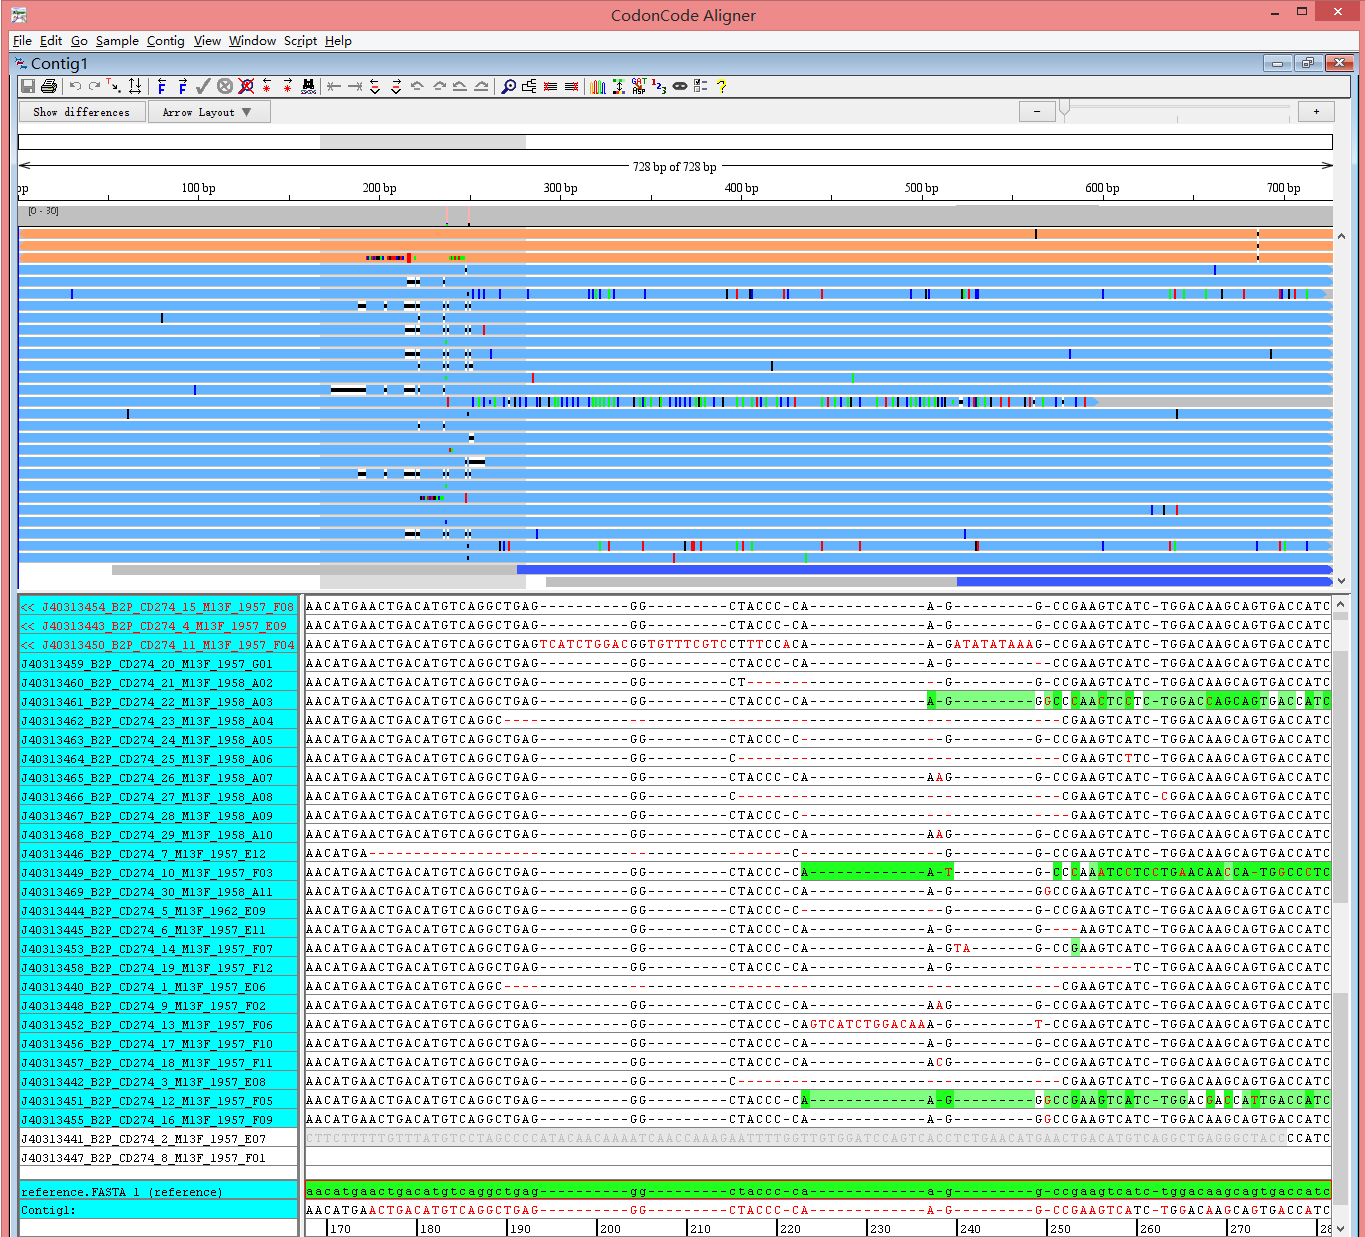 CodonCode Aligner
File Edit Go Sample Contig View Window Script Help
Contig1
Show differences
Arrow Layout ▼
- +
728 bp of 728 bp
100 bp 200 bp 300 bp 400 bp 500 bp 600 bp 700 bp
[0 - 30]
<< J40313454_B2P_CD274_15_M13F_1957_F08 AACATGAACTGACATGTCAGGCTGAG----------GG---------CTACCC-CA-------------A-G---------G-CCGAAGTCATC-TGGACAAGCAGTGACCATC
<< J40313443_B2P_CD274_4_M13F_1957_E09 AACATGAACTGACATGTCAGGCTGAG----------GG---------CTACCC-CA-------------A-G---------G-CCGAAGTCATC-TGGACAAGCAGTGACCATC
<< J40313450_B2P_CD274_11_M13F_1957_F04 AACATGAACTGACATGTCAGGCTGAGTCATCTGGACGGTGTTTCGTCCTTTCCACA-------------A-GATATATAAAG-CCGAAGTCATC-TGGACAAGCAGTGACCATC
J40313459_B2P_CD274_20_M13F_1957_G01 AACATGAACTGACATGTCAGGCTGAG----------GG---------CTACCC-CA-------------A-G---------G-CCGAAGTCATC-TGGACAAGCAGTGACCATC
J40313460_B2P_CD274_21_M13F_1958_A02 AACATGAACTGACATGTCAGGCTGAG----------GG---------CT----------------------G---------G-CCGAAGTCATC-TGGACAAGCAGTGACCATC
J40313461_B2P_CD274_22_M13F_1958_A03 AACATGAACTGACATGTCAGGCTGAG----------GG---------CTACCC-CA-------------A-G---------GGCCCAACTCCTC-TGGACCAGCAGTGACCATC
J40313462_B2P_CD274_23_M13F_1958_A04 AACATGAACTGACATGTCAGGC--------------------------------------------------------------CGAAGTCATC-TGGACAAGCAGTGACCATC
J40313463_B2P_CD274_24_M13F_1958_A05 AACATGAACTGACATGTCAGGCTGAG----------GG---------CTACCC-C----------------G---------G-CCGAAGTCATC-TGGACAAGCAGTGACCATC
J40313464_B2P_CD274_25_M13F_1958_A06 AACATGAACTGACATGTCAGGCTGAG----------GG---------C------------------------------------CGAAGTCTTC-TGGACAAGCAGTGACCATC
J40313465_B2P_CD274_26_M13F_1958_A07 AACATGAACTGACATGTCAGGCTGAG----------GG---------CTACCC-CA-------------AAG---------G-CCGAAGTCATC-TGGACAAGCAGTGACCATC
J40313466_B2P_CD274_27_M13F_1958_A08 AACATGAACTGACATGTCAGGCTGAG----------GG---------C------------------------------------CGAAGTCATC-CGGACAAGCAGTGACCATC
J40313467_B2P_CD274_28_M13F_1958_A09 AACATGAACTGACATGTCAGGCTGAG----------GG---------CTACCC-C------------------------------GAAGTCATC-TGGACAAGCAGTGACCATC
J40313468_B2P_CD274_29_M13F_1958_A10 AACATGAACTGACATGTCAGGCTGAG----------GG---------CTACCC-CA-------------AAG---------G-CCGAAGTCATC-TGGACAAGCAGTGACCATC
J40313446_B2P_CD274_7_M13F_1957_E12 AACATGA-----------------------------------------------C--------------------------G-CCGAAGTCATC-TGGACAAGCAGTGACCATC
J40313449_B2P_CD274_10_M13F_1957_F03 AACATGAACTGACATGTCAGGCTGAG----------GG---------CTACCC-CA-------------A-T---------G-CCCAAATCCTCCTGAACAACCA-TGGCCCTC
J40313469_B2P_CD274_30_M13F_1958_A11 AACATGAACTGACATGTCAGGCTGAG----------GG---------CTACCC-CA-------------A-G---------GGCCGAAGTCATC-TGGACAAGCAGTGACCATC
J40313444_B2P_CD274_5_M13F_1962_E09 AACATGAACTGACATGTCAGGCTGAG----------GG---------CTACCC-C----------------G---------G-CCGAAGTCATC-TGGACAAGCAGTGACCATC
J40313445_B2P_CD274_6_M13F_1957_E11 AACATGAACTGACATGTCAGGCTGAG----------GG---------CTACCC-CA-------------A-G---------G----AAGTCATC-TGGACAAGCAGTGACCATC
J40313453_B2P_CD274_14_M13F_1957_F07 AACATGAACTGACATGTCAGGCTGAG----------GG---------CTACCC-CA-------------A-GTA-------G-CCGAAGTCATC-TGGACAAGCAGTGACCATC
J40313458_B2P_CD274_19_M13F_1957_F12 AACATGAACTGACATGTCAGGCTGAG----------GG---------CTACCC-CA-------------A-G--------------------TC-TGGACAAGCAGTGACCATC
J40313440_B2P_CD274_1_M13F_1957_E06 AACATGAACTGACATGTCAGGC--------------------------------------------------------------CGAAGTCATC-TGGACAAGCAGTGACCATC
J40313448_B2P_CD274_9_M13F_1957_F02 AACATGAACTGACATGTCAGGCTGAG----------GG---------CTACCC-CA-------------AAG---------G-CCGAAGTCATC-TGGACAAGCAGTGACCATC
J40313452_B2P_CD274_13_M13F_1957_F06 AACATGAACTGACATGTCAGGCTGAG----------GG---------CTACCC-CAGTCATCTGGACAAA-G---------T-CCGAAGTCATC-TGGACAAGCAGTGACCATC
J40313456_B2P_CD274_17_M13F_1957_F10 AACATGAACTGACATGTCAGGCTGAG----------GG---------CTACCC-CA-------------A-G---------G-CCGAAGTCATC-TGGACAAGCAGTGACCATC
J40313457_B2P_CD274_18_M13F_1957_F11 AACATGAACTGACATGTCAGGCTGAG----------GG---------CTACCC-CA-------------ACG---------G-CCGAAGTCATC-TGGACAAGCAGTGACCATC
J40313442_B2P_CD274_3_M13F_1957_E08 AACATGAACTGACATGTCAGGCTGAG----------GG---------C------------------------------------CGAAGTCATC-TGGACAAGCAGTGACCATC
J40313451_B2P_CD274_12_M13F_1957_F05 AACATGAACTGACATGTCAGGCTGAG----------GG---------CTACCC-CA-------------A-G---------GGCCGAAGTCATC-TGGACGACCATTGACCATC
J40313455_B2P_CD274_16_M13F_1957_F09 AACATGAACTGACATGTCAGGCTGAG----------GG---------CTACCC-CA-------------A-G---------GGCCGAAGTCATC-TGGACAAGCAGTGACCATC
J40313441_B2P_CD274_2_M13F_1957_E07
J40313447_B2P_CD274_8_M13F_1957_F01
reference.FASTA 1 (reference) aacatgaactgacatgtcaggctgag----------gg---------ctaccc-ca-------------a-g---------g-ccgaagtcatc-tggacaagcagtgaccatc
Contig1: AACATGAACTGACATGTCAGGCTGAG----------GG---------CTACCC-CA-------------A-G---------G-CCGAAGTCATC-TGGACAAGCAGTGACCATC
170 180 190 200 210 220 230 240 250 260 270 28